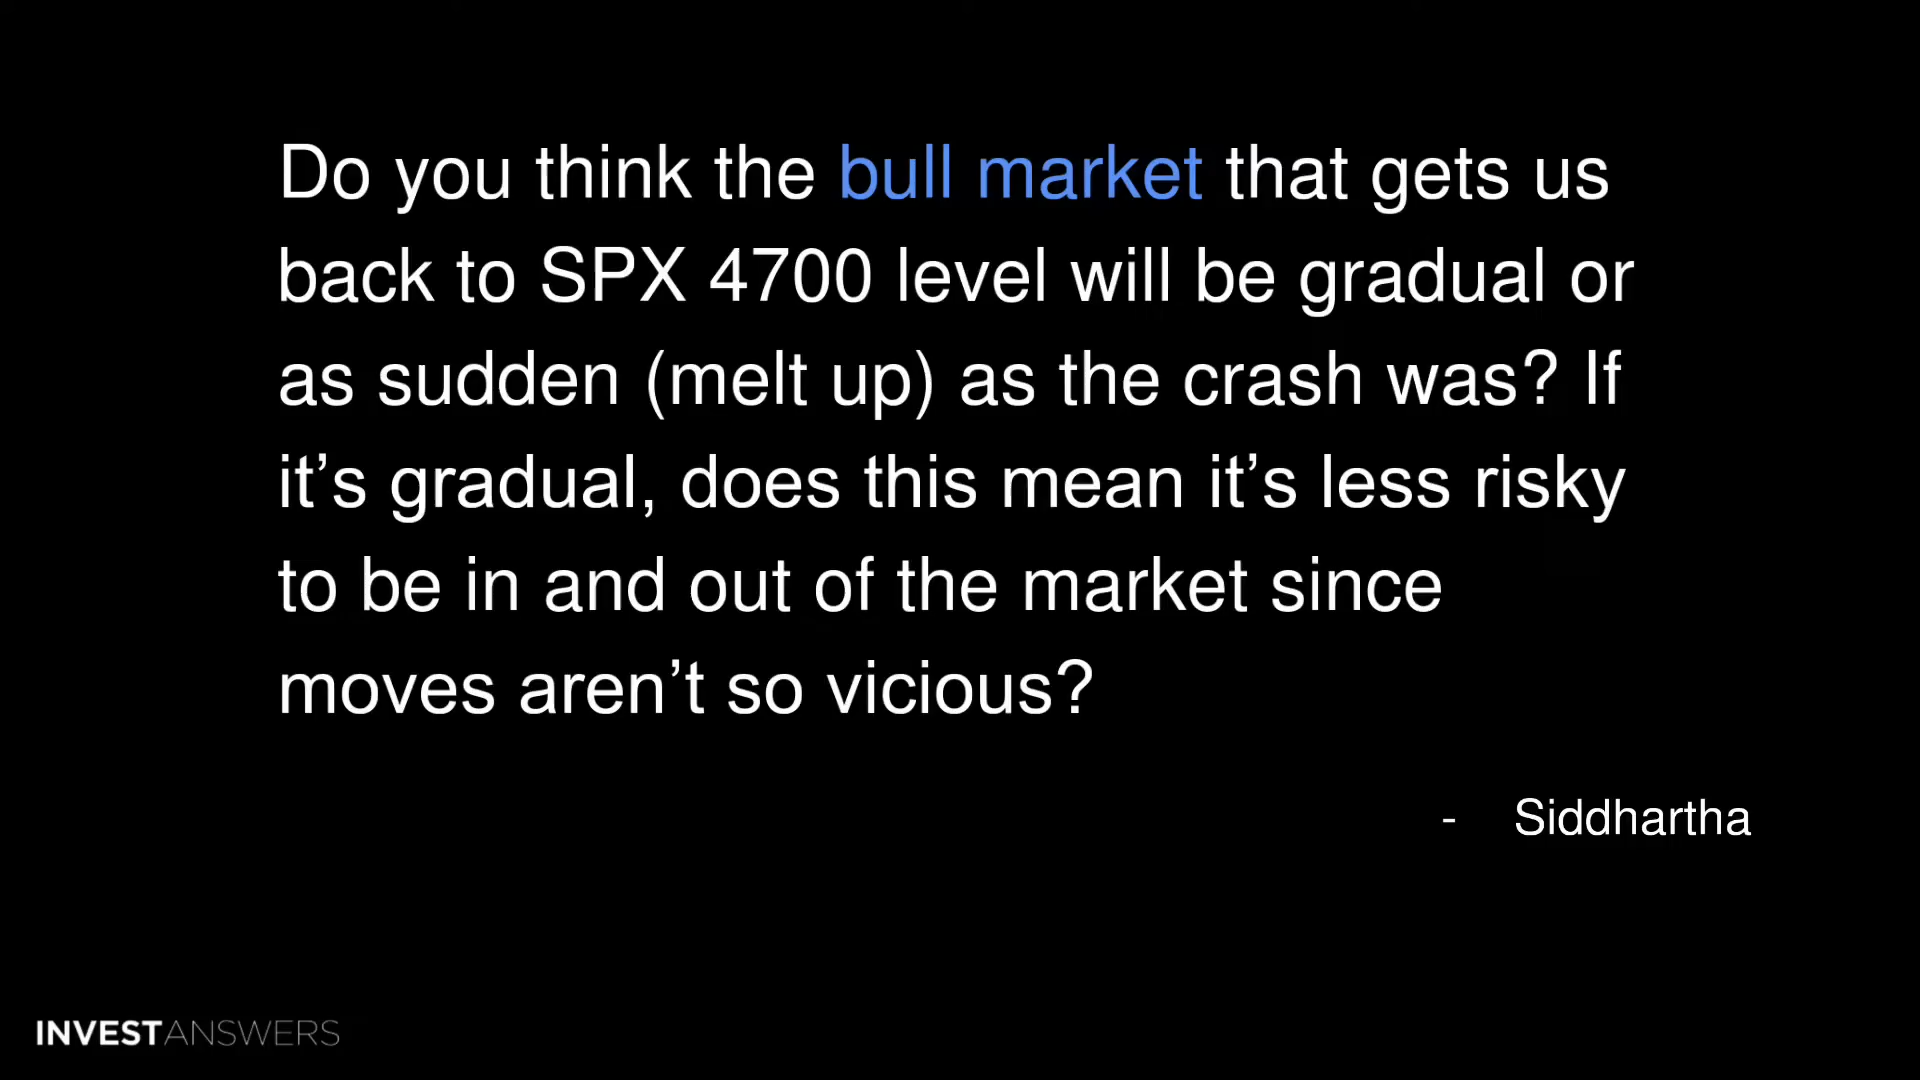 Do you think the bull market that gets us
back to SPX 4700 level will be gradual or
as sudden (melt up) as the crash was? If
it’s gradual, does this mean it’s less risky
to be in and out of the market since
moves aren’t so vicious?
- Siddhartha
INVESTANSWERS